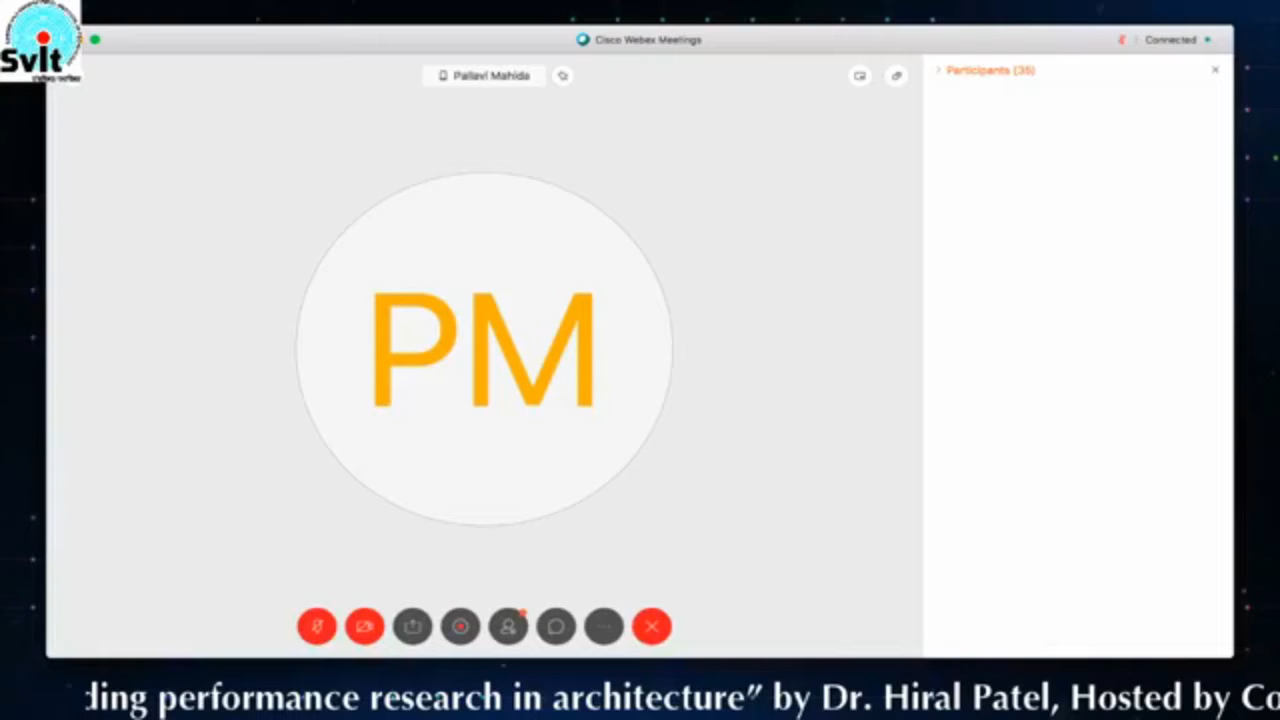 Svit
Cisco Webex Meetings
Connected
Pallavi Mahida
Participants (35)
PM
ding performance research in architecture” by Dr. Hiral Patel, Hosted by Co